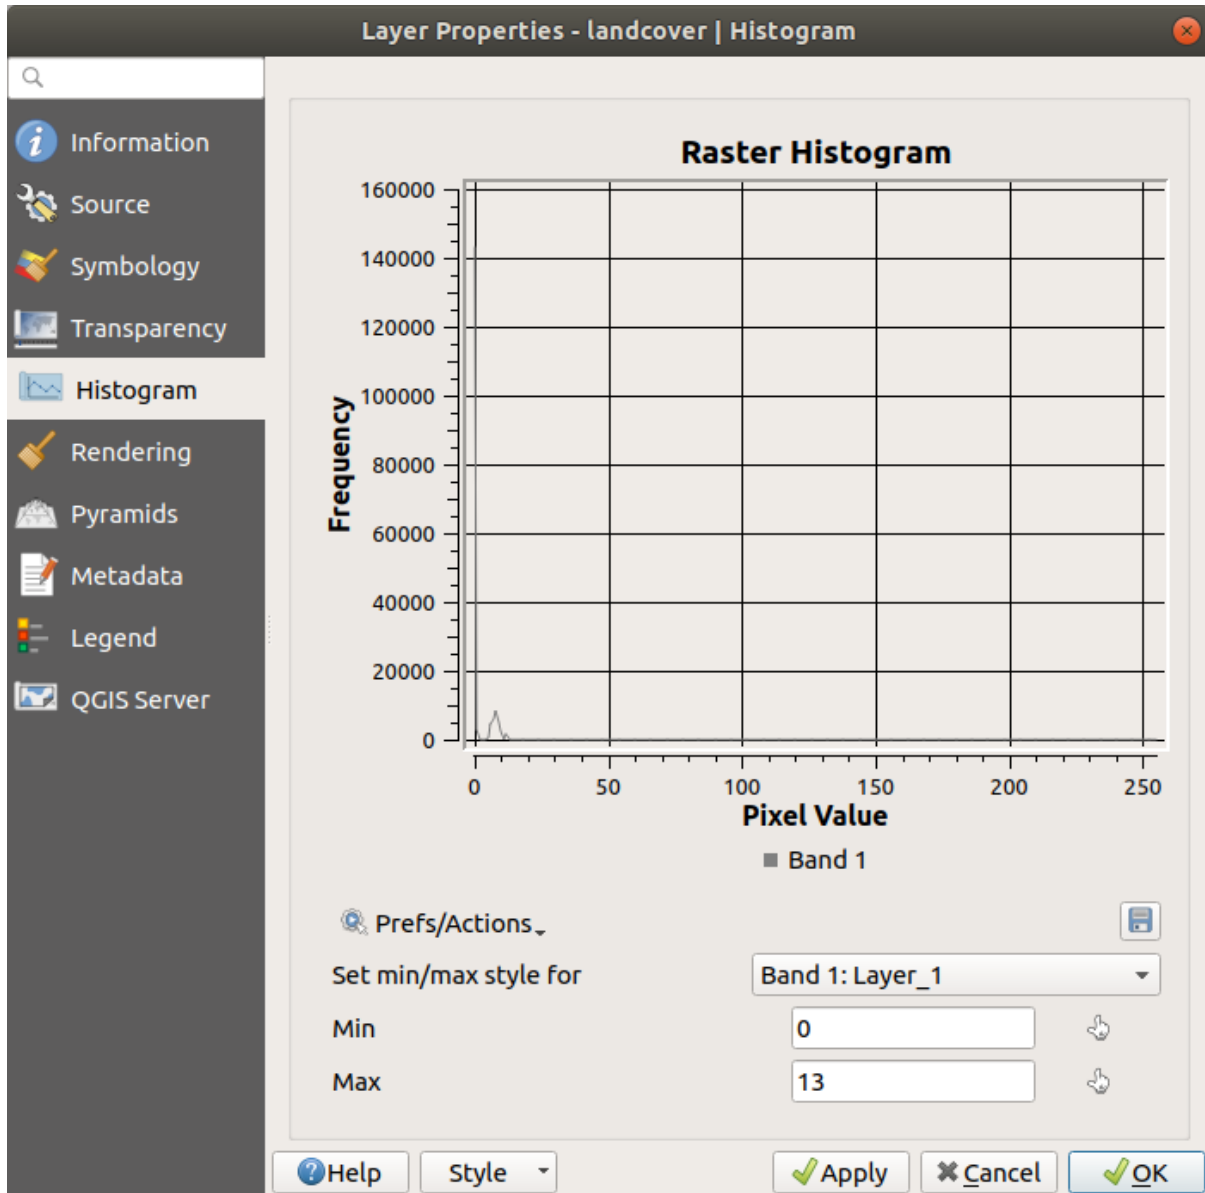 Layer Properties - landcover | Histogram
Information
Source
Symbology
Transparency
Histogram
Rendering
Pyramids
Metadata
Legend
QGIS Server
Raster Histogram
Frequency
160000
140000
120000
100000
80000
60000
40000
20000
0
0 50 100 150 200 250
Pixel Value
Band 1
Prefs/Actions
Set min/max style for Band 1: Layer_1
Min 0
Max 13
Help Style Apply Cancel OK